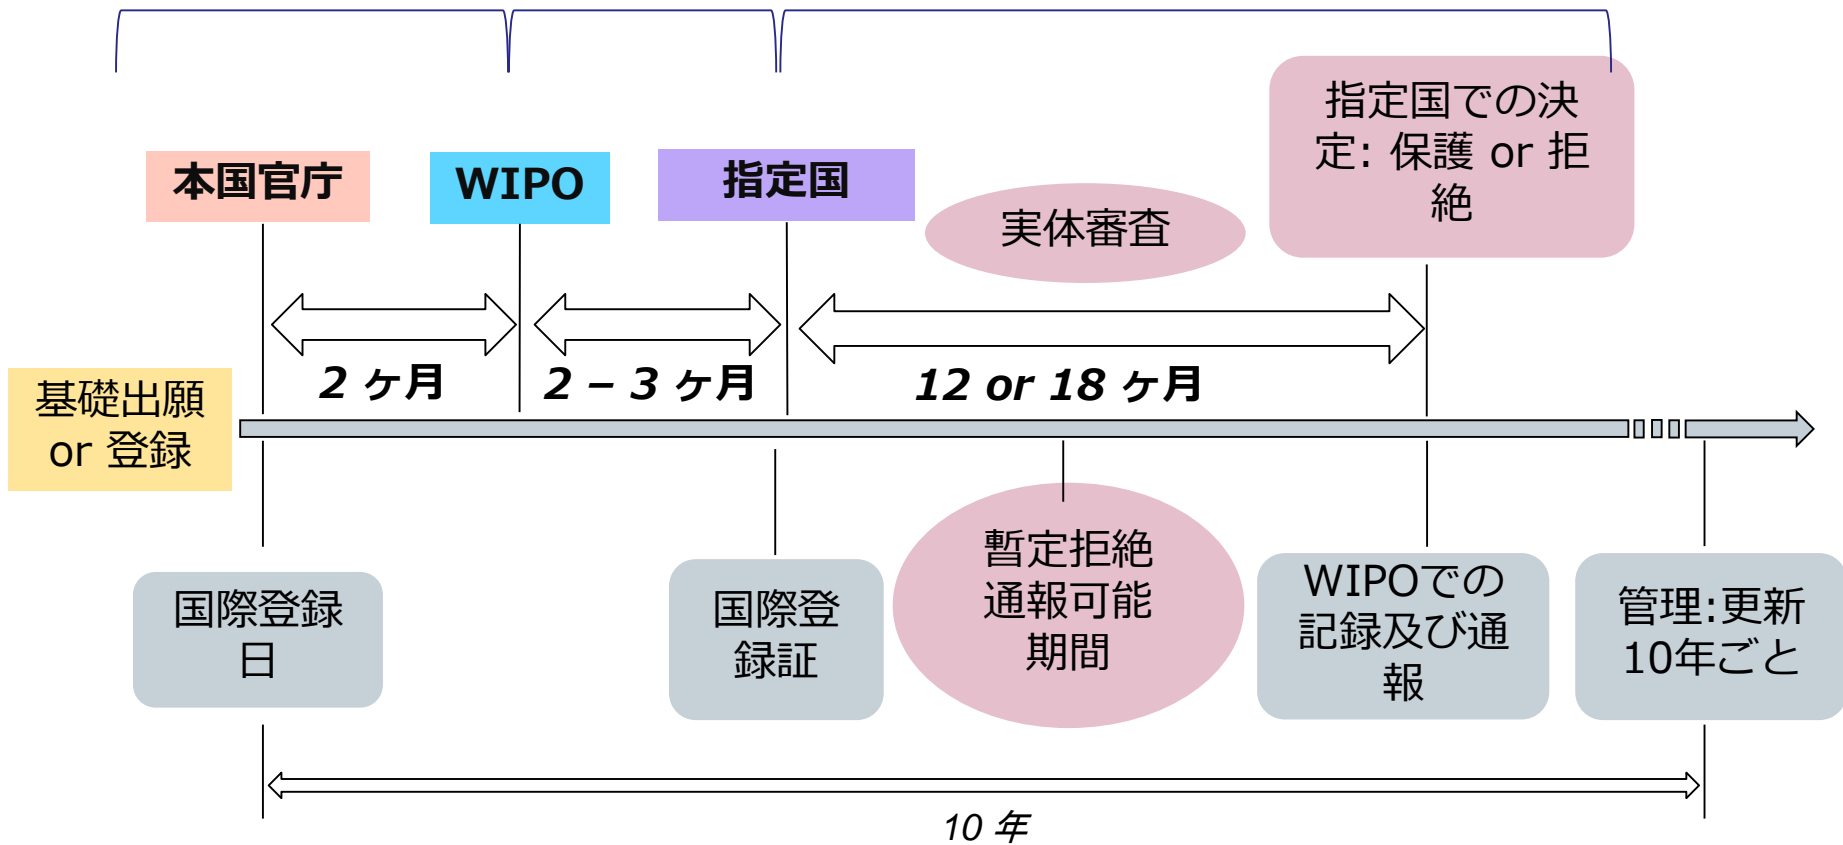 指定国での決
定: 保護 or 拒
絶
本国官庁
WIPO
指定国
実体審査
2 ヶ月
2 – 3 ヶ月
12 or 18 ヶ月
基礎出願
or 登録
国際登録
日
国際登
録証
暫定拒絶
通報可能
期間
WIPOでの
記録及び通
報
管理:更新
10年ごと
10 年